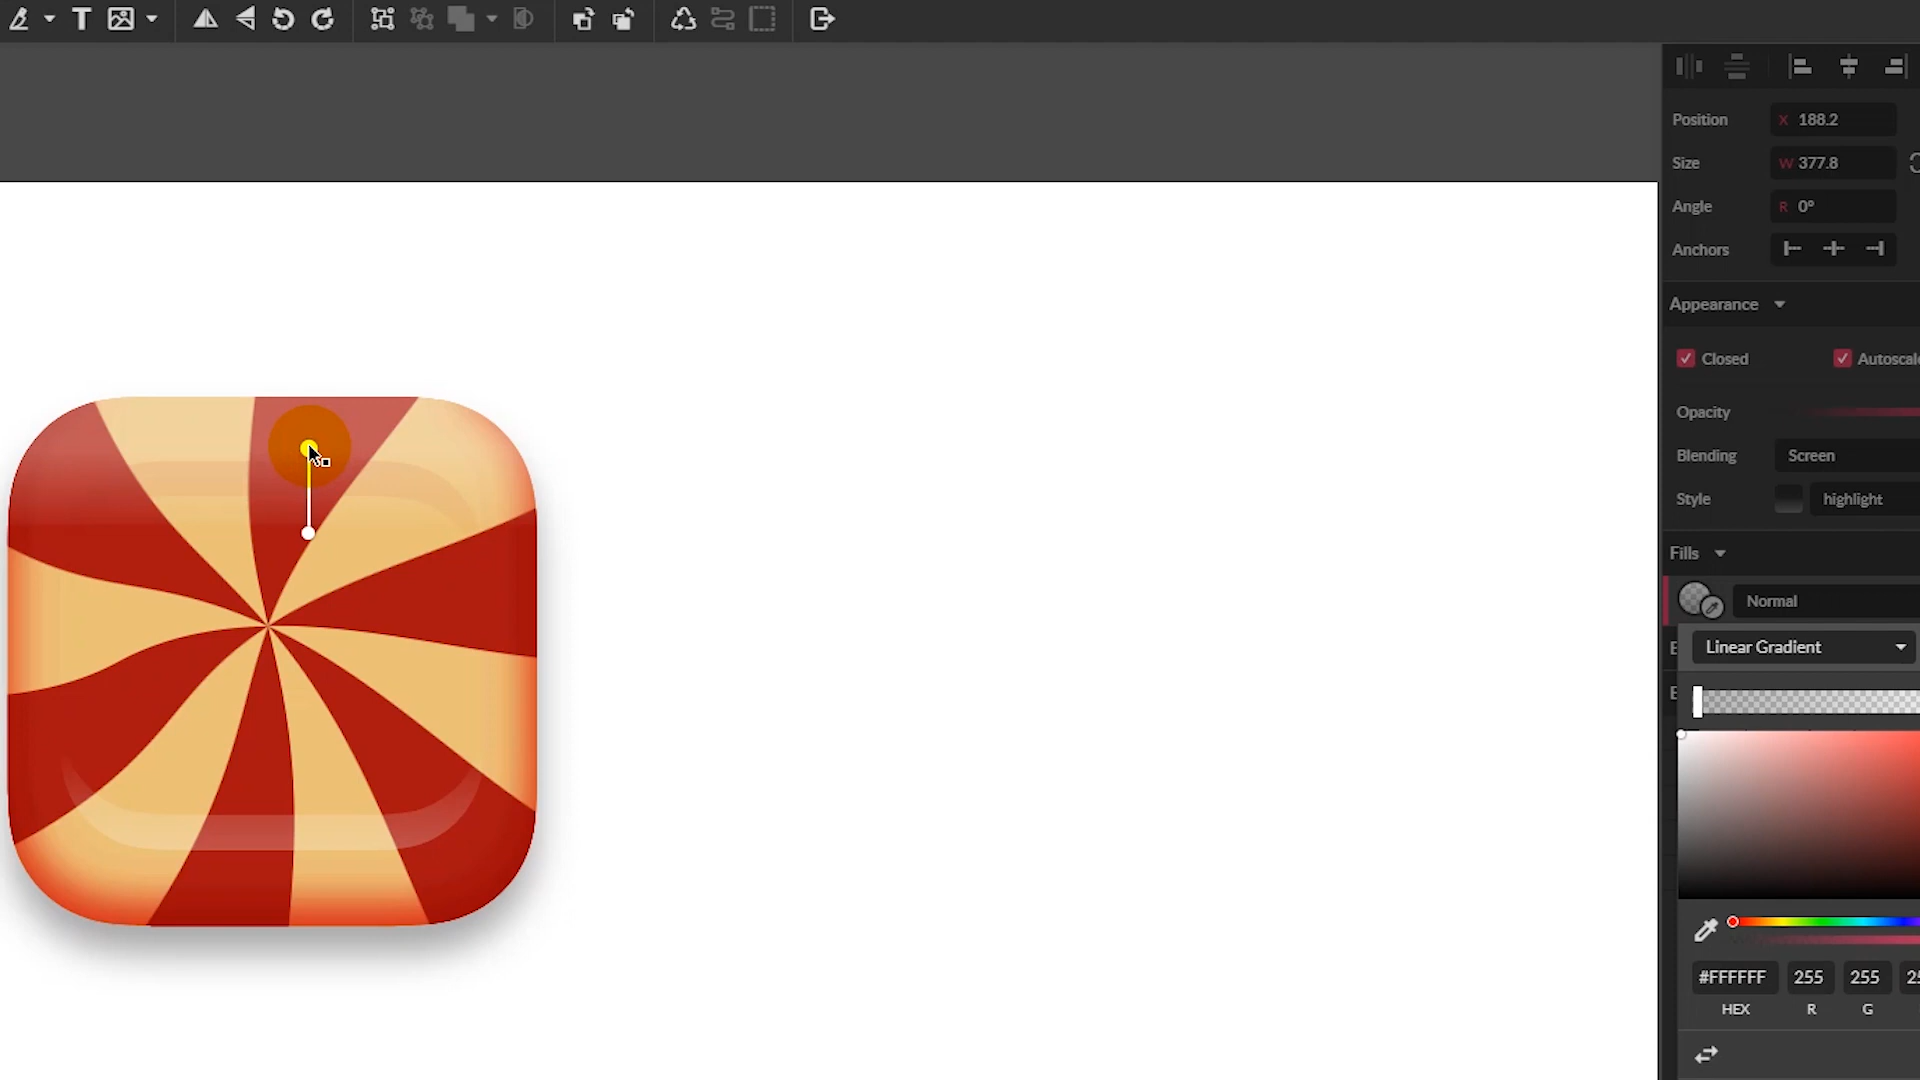 Position X 188.2
Size W 377.8
Angle R 0°
Anchors
Appearance
Closed Autoscale
Opacity
Blending Screen
Style highlight
Fills
Normal
Linear Gradient
#FFFFFF 255 255
HEX R G